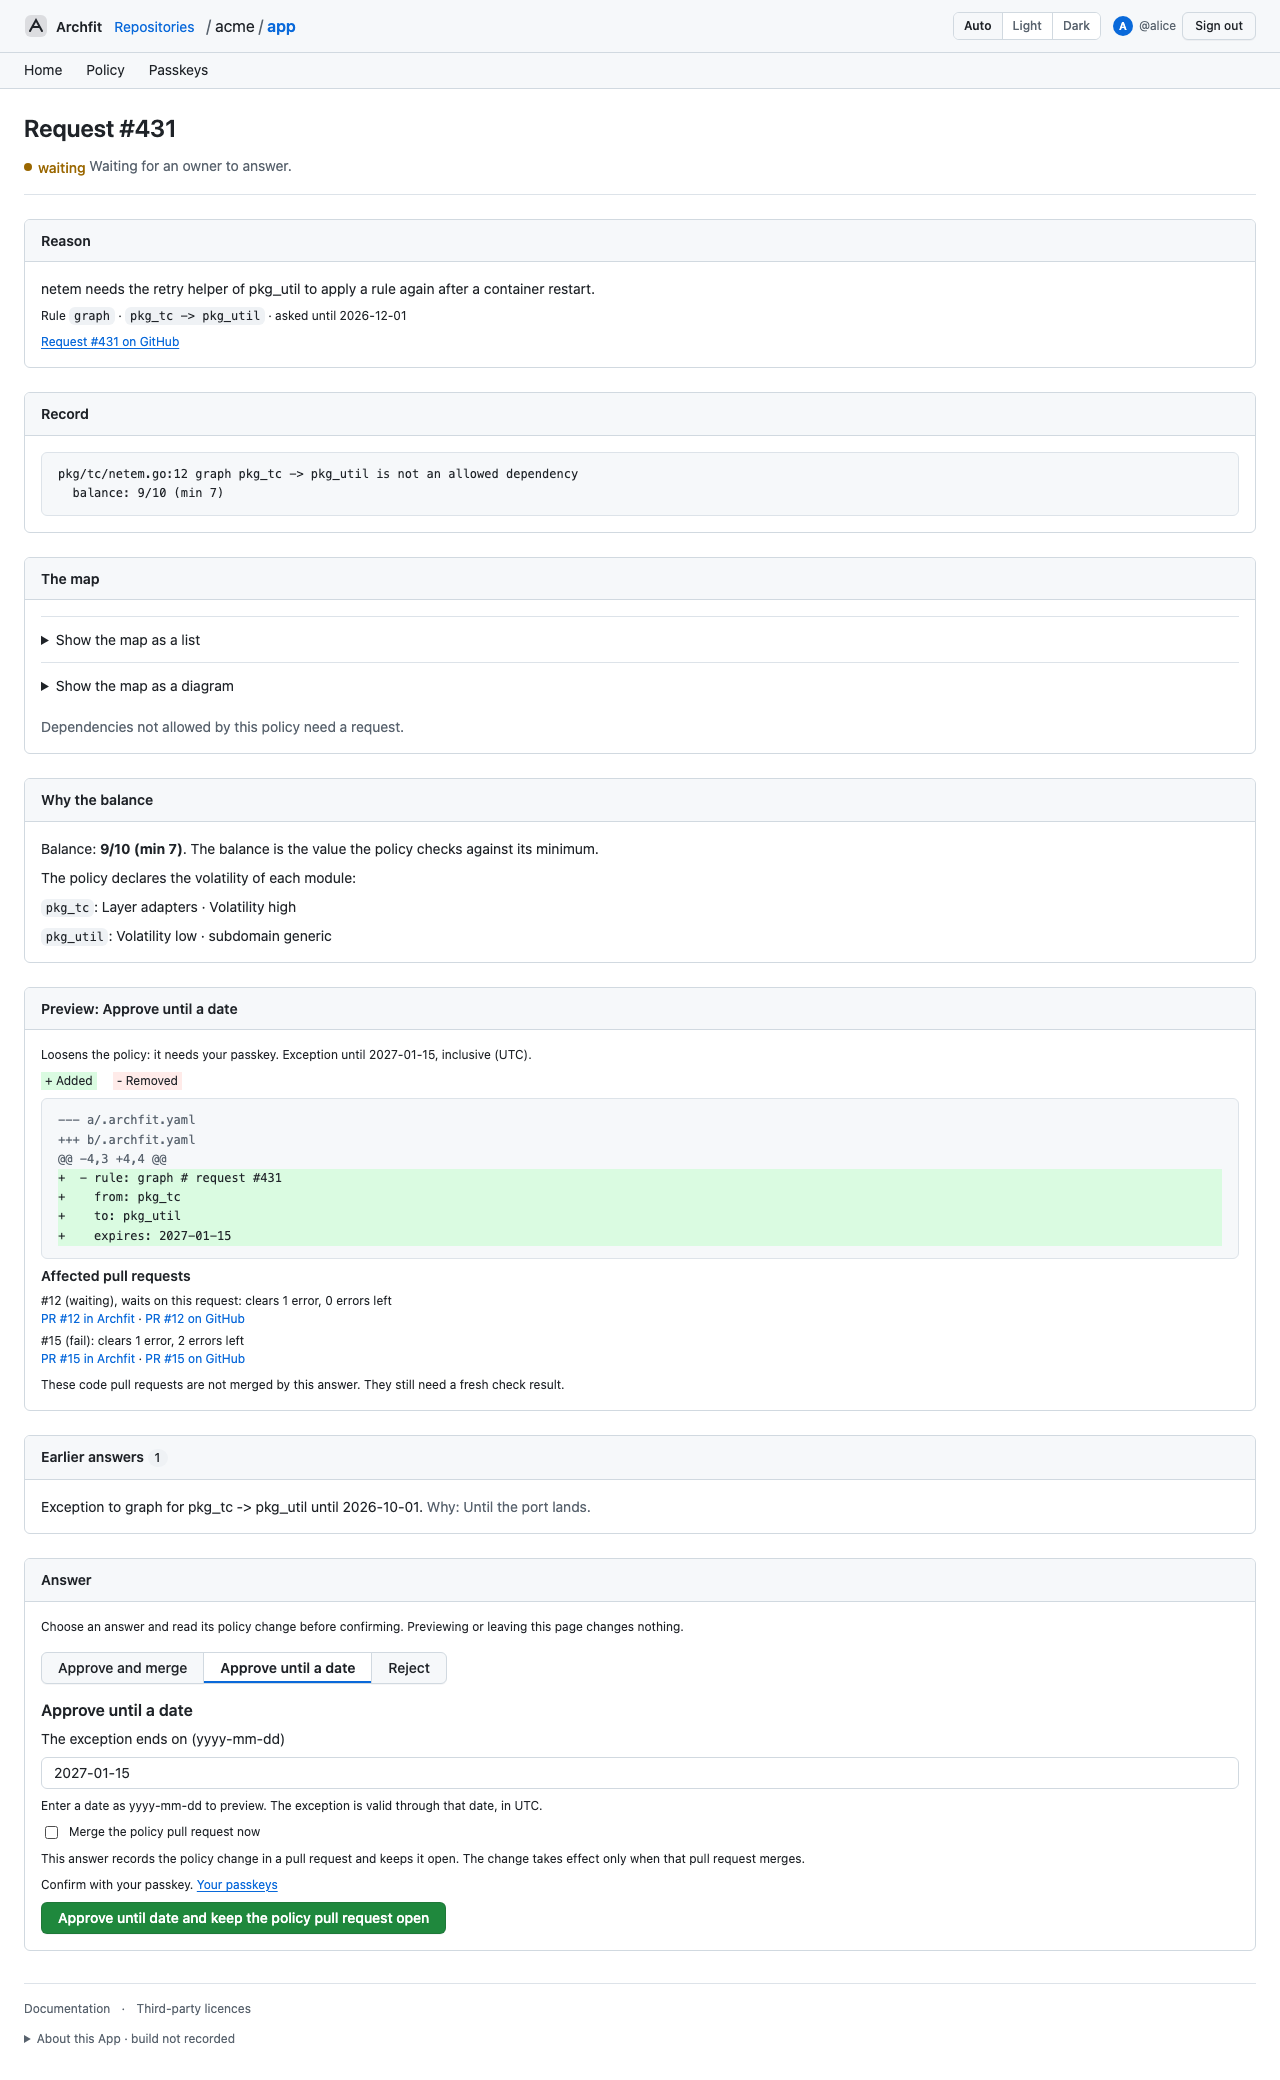 Archfit Repositories / acme / app
Auto Light Dark A @alice Sign out
Home Policy Passkeys
Request #431
waiting Waiting for an owner to answer.
Reason
netem needs the retry helper of pkg_util to apply a rule again after a container restart.
Rule graph · pkg_tc -> pkg_util · asked until 2026-12-01
Request #431 on GitHub
Record
pkg/tc/netem.go:12 graph pkg_tc -> pkg_util is not an allowed dependency
balance: 9/10 (min 7)
The map
Show the map as a list
Show the map as a diagram
Dependencies not allowed by this policy need a request.
Why the balance
Balance: 9/10 (min 7). The balance is the value the policy checks against its minimum.
The policy declares the volatility of each module:
pkg_tc: Layer adapters · Volatility high
pkg_util: Volatility low · subdomain generic
Preview: Approve until a date
Loosens the policy: it needs your passkey. Exception until 2027-01-15, inclusive (UTC).
+ Added - Removed
--- a/.archfit.yaml
+++ b/.archfit.yaml
@@ -4,3 +4,4 @@
+  - rule: graph # request #431
+    from: pkg_tc
+    to: pkg_util
+    expires: 2027-01-15
Affected pull requests
#12 (waiting), waits on this request: clears 1 error, 0 errors left
PR #12 in Archfit · PR #12 on GitHub
#15 (fail): clears 1 error, 2 errors left
PR #15 in Archfit · PR #15 on GitHub
These code pull requests are not merged by this answer. They still need a fresh check result.
Earlier answers 1
Exception to graph for pkg_tc -> pkg_util until 2026-10-01. Why: Until the port lands.
Answer
Choose an answer and read its policy change before confirming. Previewing or leaving this page changes nothing.
Approve and merge Approve until a date Reject
Approve until a date
The exception ends on (yyyy-mm-dd)
2027-01-15
Enter a date as yyyy-mm-dd to preview. The exception is valid through that date, in UTC.
Merge the policy pull request now
This answer records the policy change in a pull request and keeps it open. The change takes effect only when that pull request merges.
Confirm with your passkey. Your passkeys
Approve until date and keep the policy pull request open
Documentation · Third-party licences
About this App · build not recorded